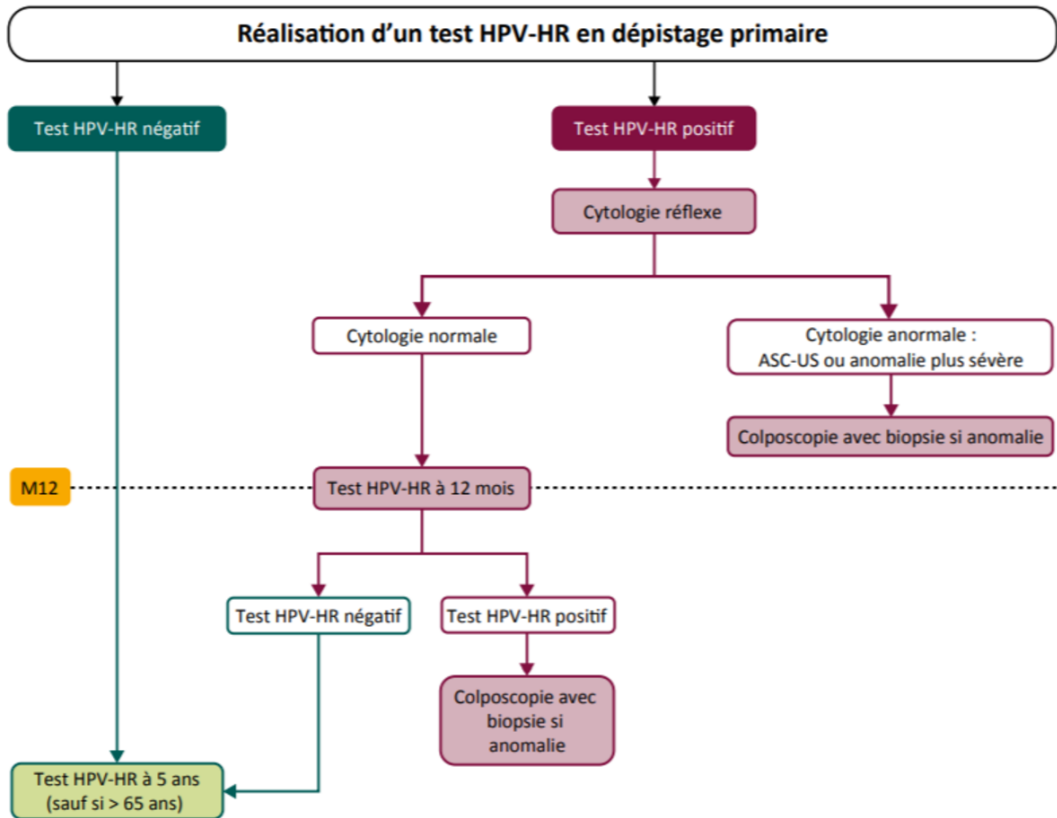 Réalisation d'un test HPV-HR en dépistage primaire
Test HPV-HR négatif
Test HPV-HR positif
Cytologie réflexe
Cytologie normale
Cytologie anormale :
ASC-US ou anomalie plus sévère
Colposcopie avec biopsie si anomalie
M12
Test HPV-HR à 12 mois
Test HPV-HR négatif
Test HPV-HR positif
Colposcopie avec
biopsie si
anomalie
Test HPV-HR à 5 ans
(sauf si > 65 ans)